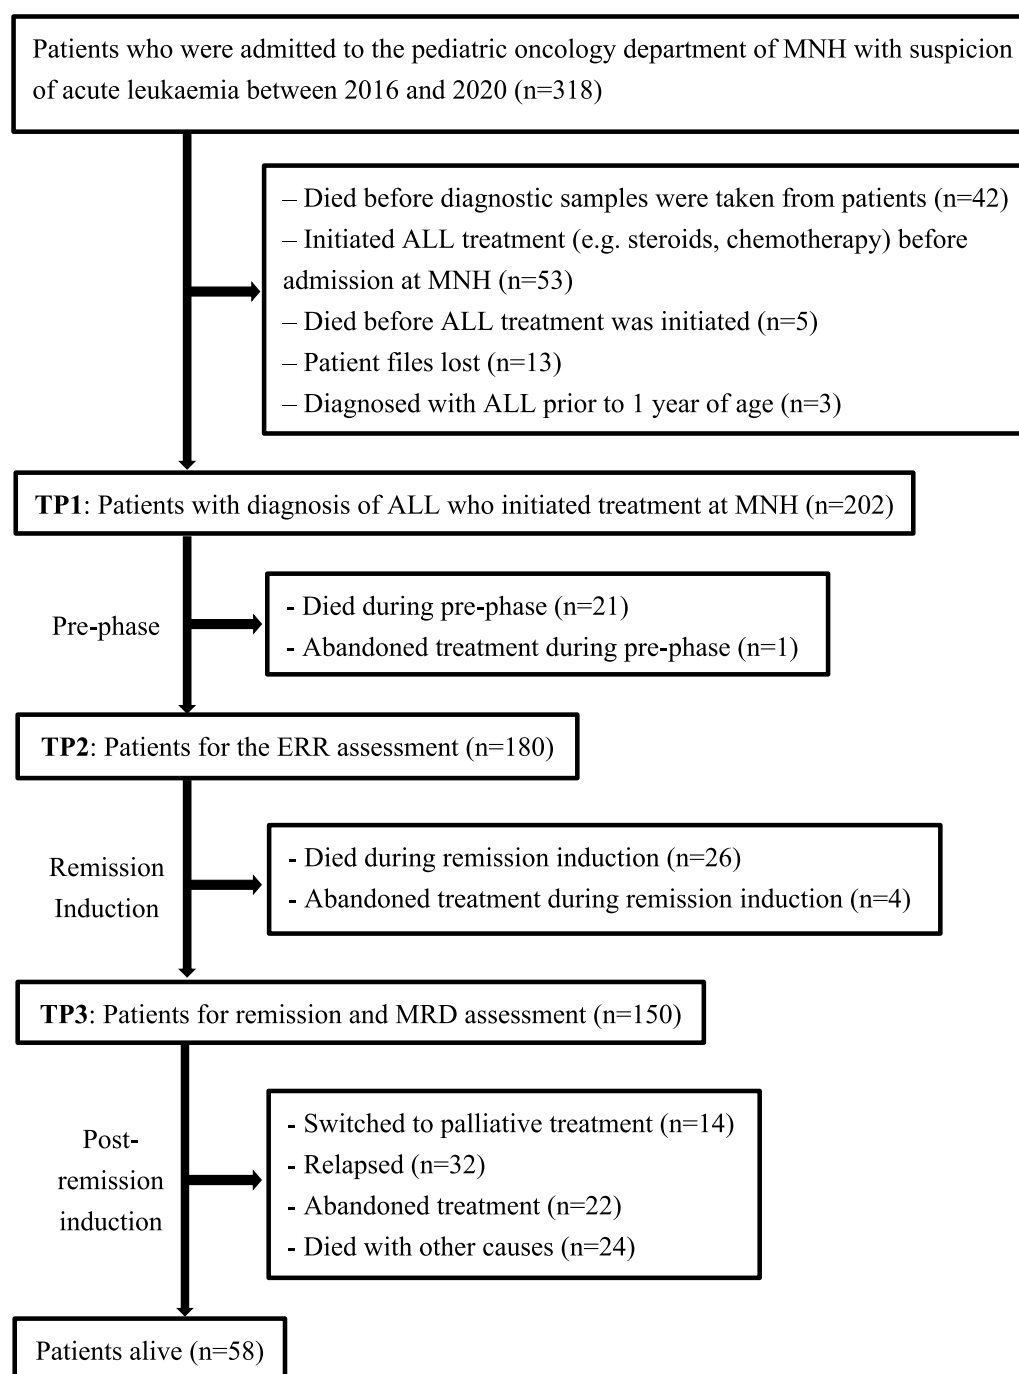 Patients who were admitted to the pediatric oncology department of MNH with suspicion
of acute leukaemia between 2016 and 2020 (n=318)
– Died before diagnostic samples were taken from patients (n=42)
– Initiated ALL treatment (e.g. steroids, chemotherapy) before
admission at MNH (n=53)
– Died before ALL treatment was initiated (n=5)
– Patient files lost (n=13)
– Diagnosed with ALL prior to 1 year of age (n=3)
TP1: Patients with diagnosis of ALL who initiated treatment at MNH (n=202)
Pre-phase
- Died during pre-phase (n=21)
- Abandoned treatment during pre-phase (n=1)
TP2: Patients for the ERR assessment (n=180)
Remission
Induction
- Died during remission induction (n=26)
- Abandoned treatment during remission induction (n=4)
TP3: Patients for remission and MRD assessment (n=150)
Post-
remission
induction
- Switched to palliative treatment (n=14)
- Relapsed (n=32)
- Abandoned treatment (n=22)
- Died with other causes (n=24)
Patients alive (n=58)